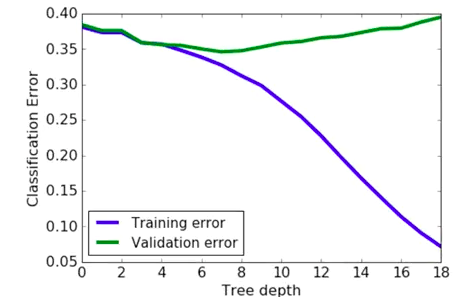 0.40
0.35
0.30
0.25
0.20
0.15
0.10
0.05
Classification Error
Training error
Validation error
0 2 4 6 8 10 12 14 16 18
Tree depth